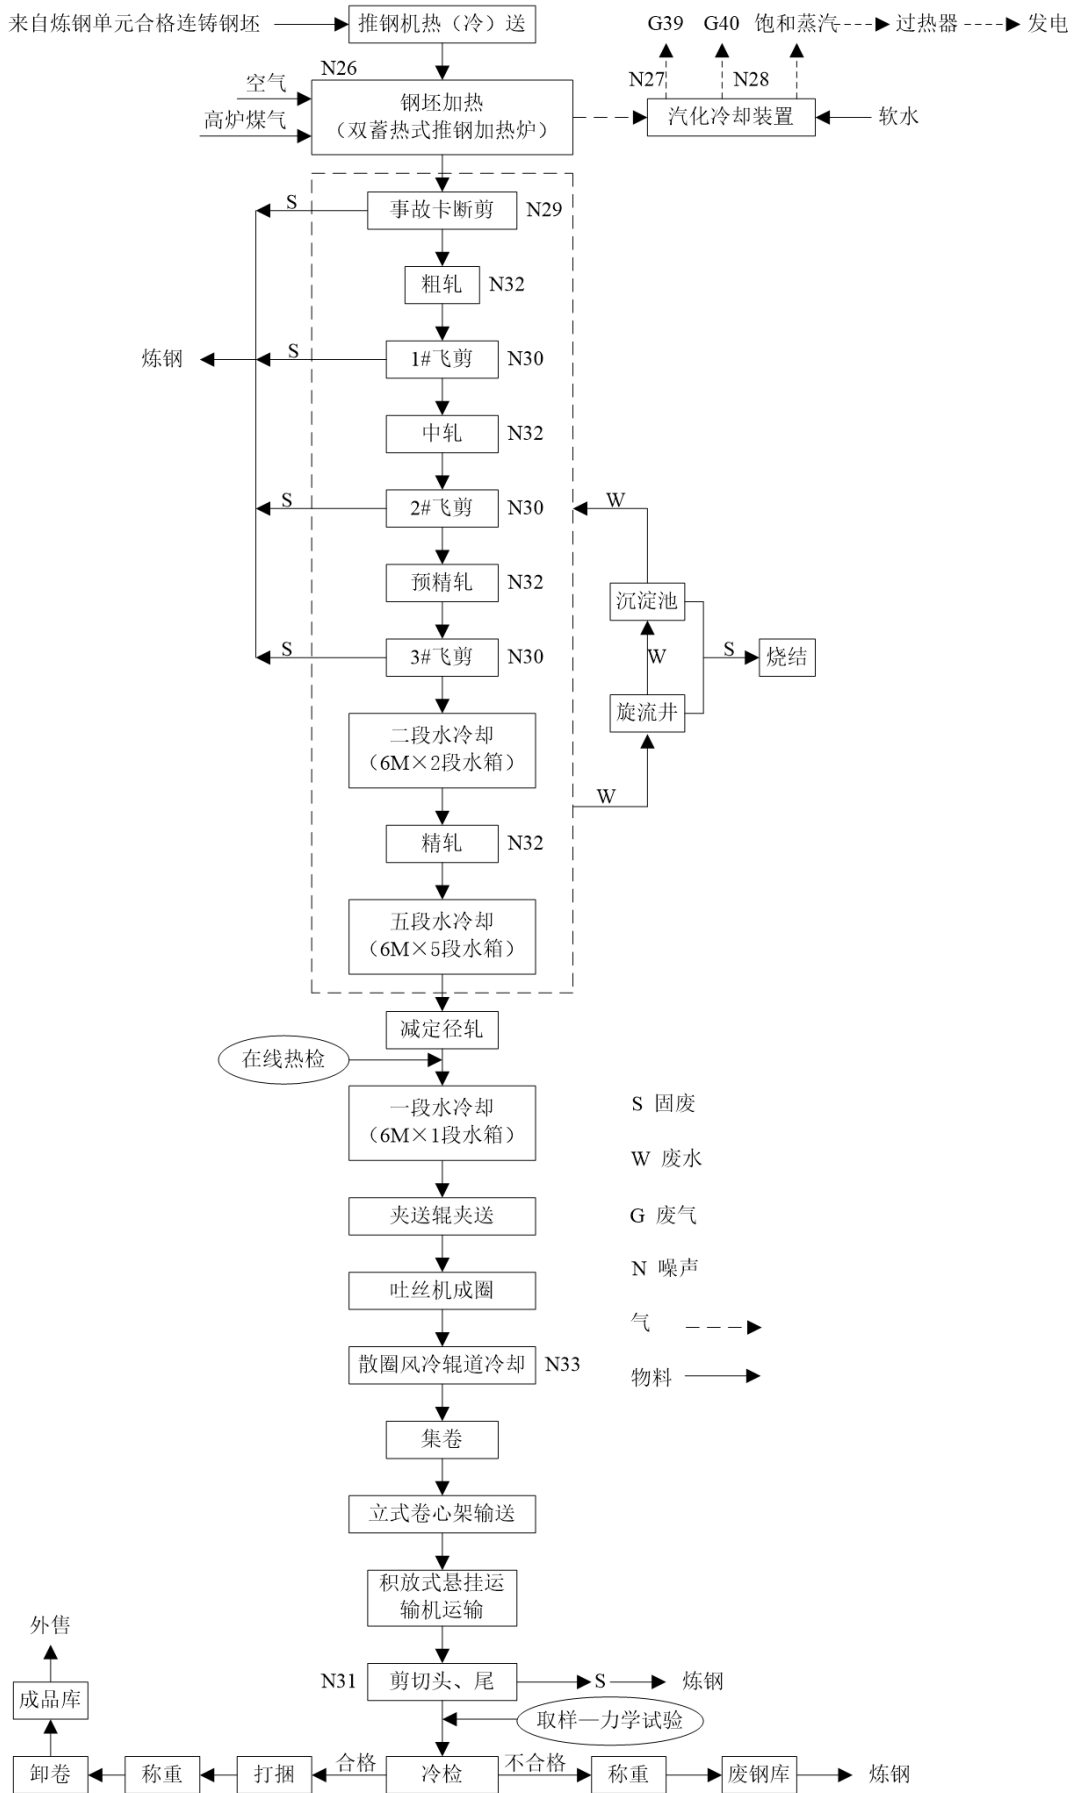 来自炼钢单元合格连铸钢坯
推钢机热（冷）送
G39
G40
饱和蒸汽
过热器
发电
N26
N27
N28
空气
高炉煤气
钢坯加热
（双蓄热式推钢加热炉）
汽化冷却装置
软水
S
事故卡断剪
N29
粗轧
N32
炼钢
S
1#飞剪
N30
中轧
N32
S
2#飞剪
N30
W
预精轧
N32
沉淀池
S
3#飞剪
N30
W
S
烧结
旋流井
二段水冷却
（6M×2段水箱）
W
精轧
N32
五段水冷却
（6M×5段水箱）
减定径轧
在线热检
一段水冷却
（6M×1段水箱）
S 固废
W 废水
夹送辊夹送
G 废气
N 噪声
吐丝机成圈
气
散圈风冷辊道冷却
N33
物料
集卷
立式卷心架输送
积放式悬挂运
输机运输
外售
N31
剪切头、尾
S
炼钢
成品库
取样—力学试验
卸卷
称重
打捆
合格
冷检
不合格
称重
废钢库
炼钢